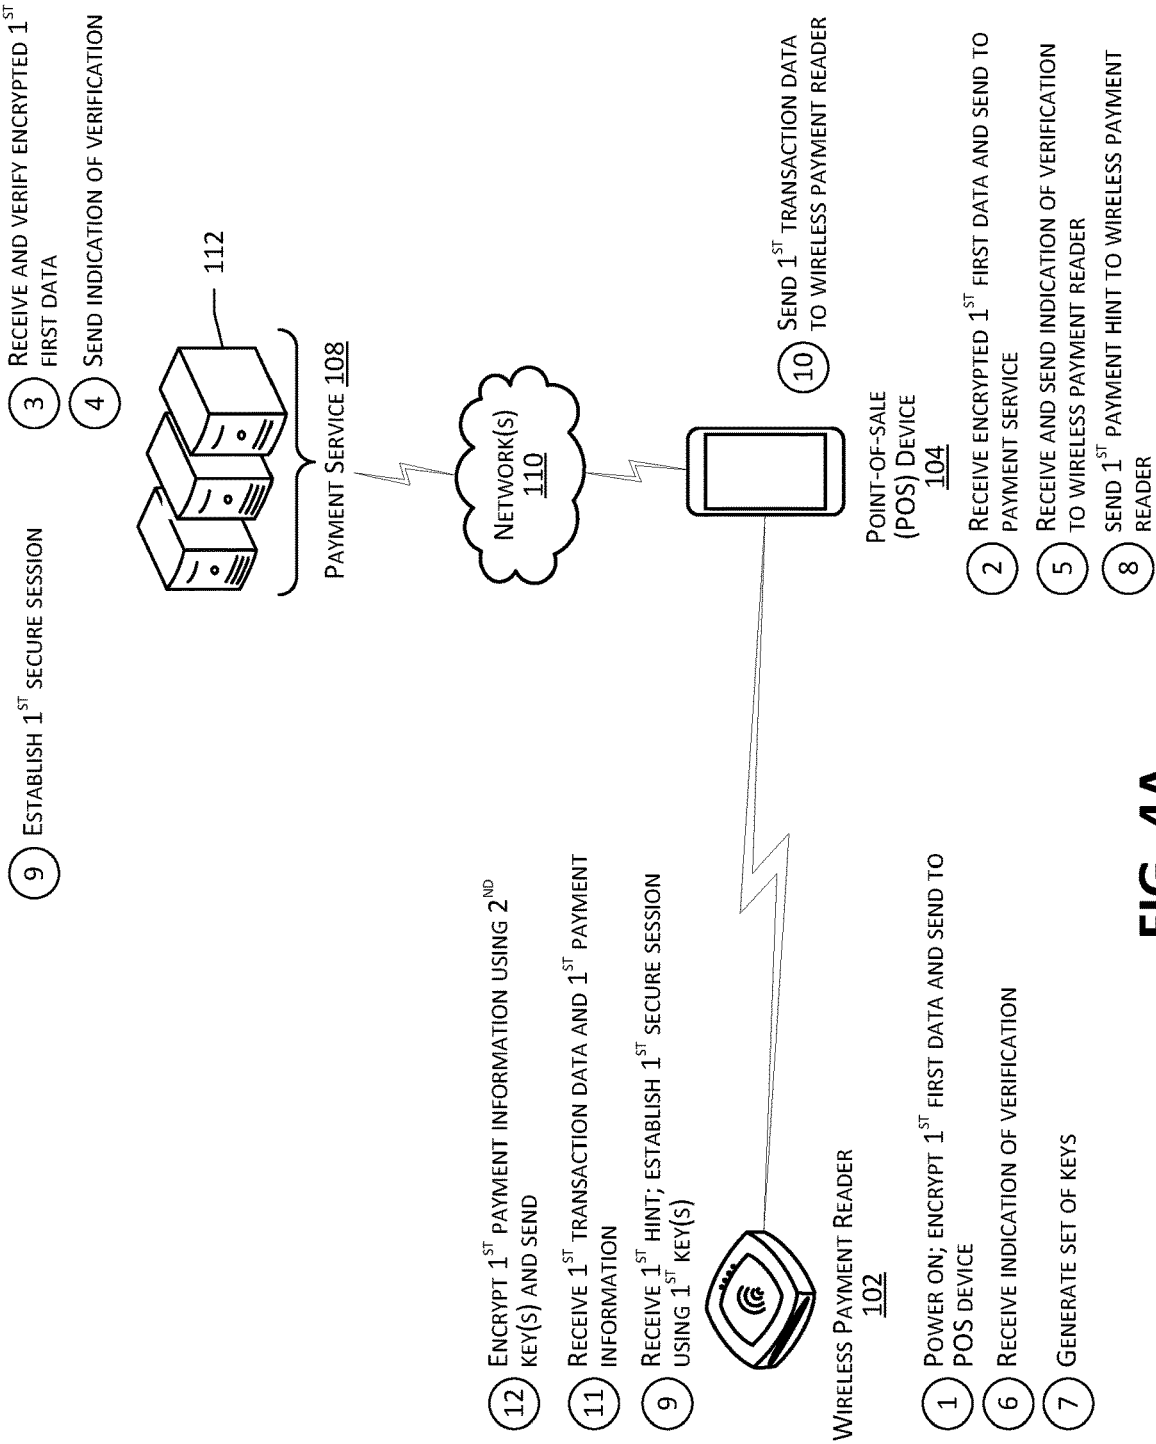 9 ESTABLISH 1ST SECURE SESSION
3 RECEIVE AND VERIFY ENCRYPTED 1ST
FIRST DATA
4 SEND INDICATION OF VERIFICATION
112
PAYMENT SERVICE 108
NETWORK(S)
110
12 ENCRYPT 1ST PAYMENT INFORMATION USING 2ND
KEY(S) AND SEND
11 RECEIVE 1ST TRANSACTION DATA AND 1ST PAYMENT
INFORMATION
9 RECEIVE 1ST HINT; ESTABLISH 1ST SECURE SESSION
USING 1ST KEY(S)
10 SEND 1ST TRANSACTION DATA
TO WIRELESS PAYMENT READER
WIRELESS PAYMENT READER
102
POINT-OF-SALE
(POS) DEVICE
104
1 POWER ON; ENCRYPT 1ST FIRST DATA AND SEND TO
POS DEVICE
6 RECEIVE INDICATION OF VERIFICATION
7 GENERATE SET OF KEYS
2 RECEIVE ENCRYPTED 1ST FIRST DATA AND SEND TO
PAYMENT SERVICE
5 RECEIVE AND SEND INDICATION OF VERIFICATION
TO WIRELESS PAYMENT READER
8 SEND 1ST PAYMENT HINT TO WIRELESS PAYMENT
READER
FIG. 4A